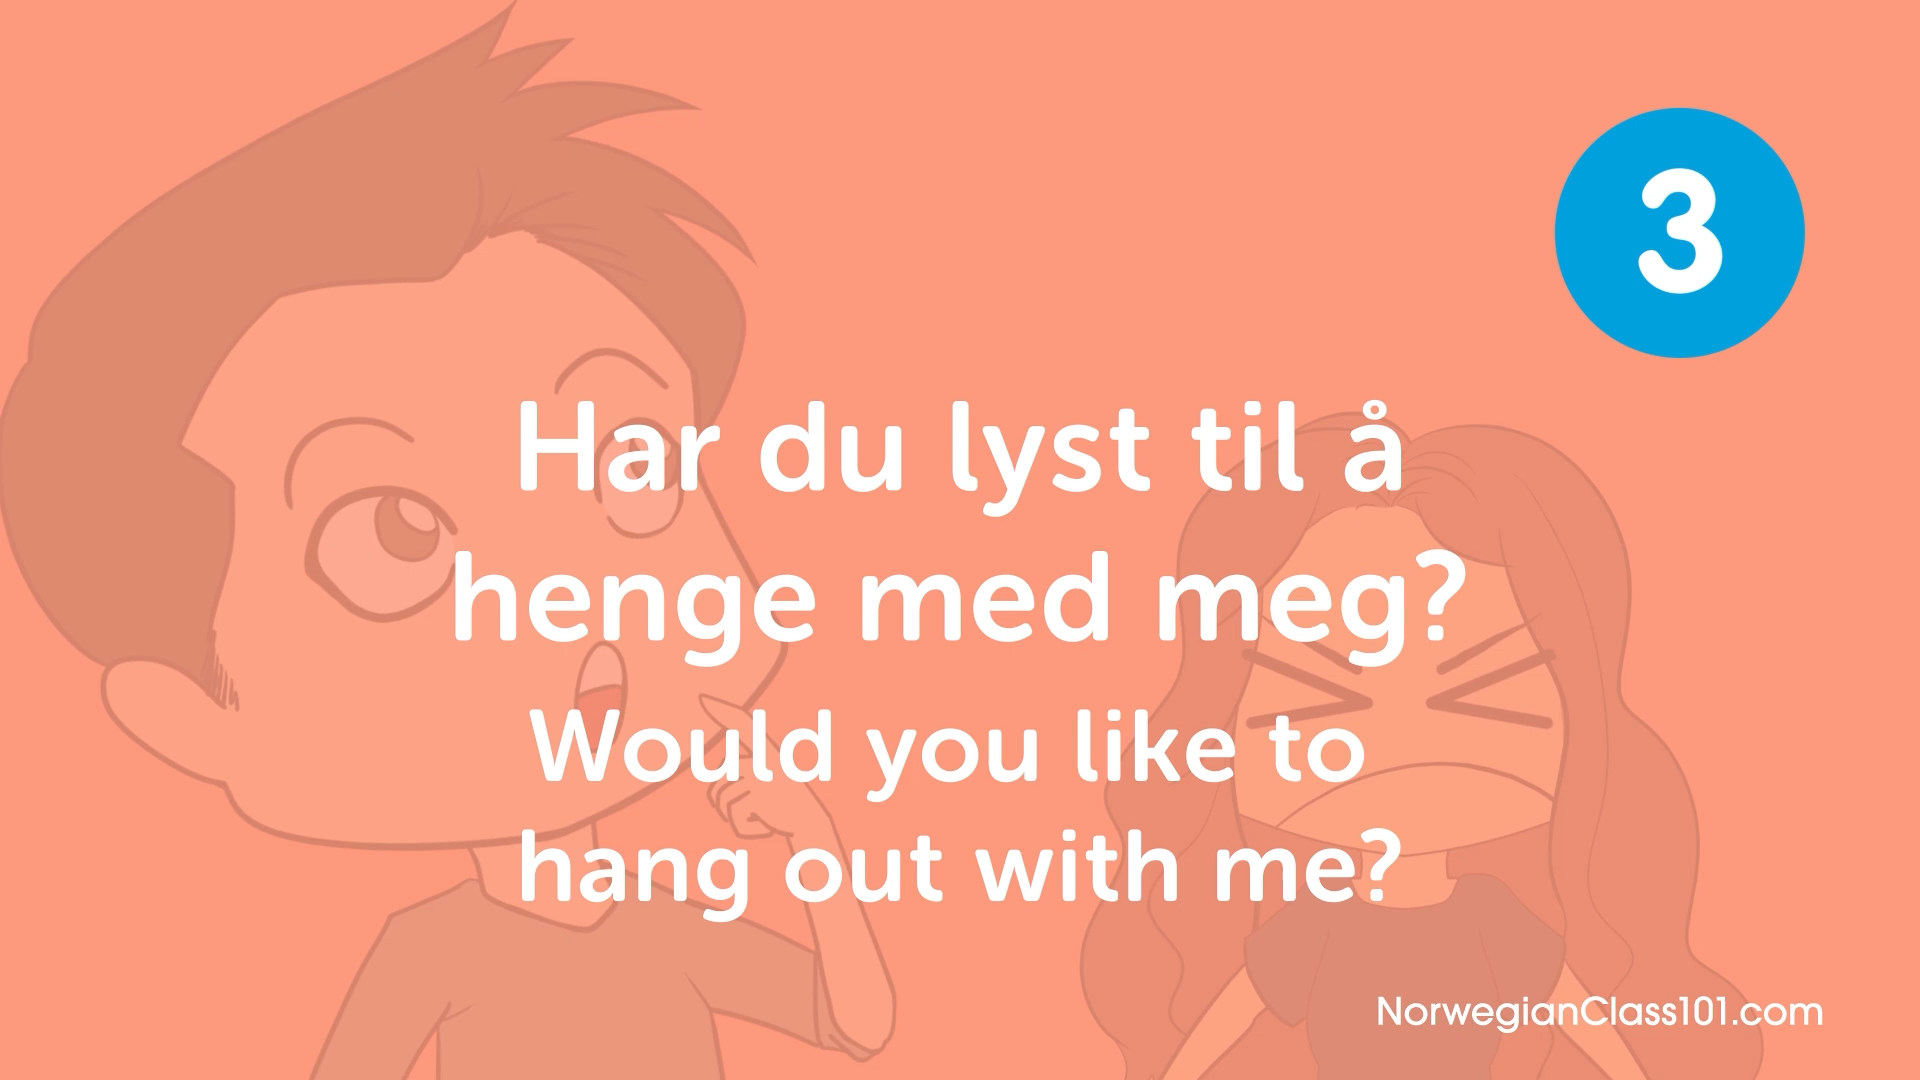 3
Har du lyst til å
henge med meg?
Would you like to
hang out with me?
NorwegianClass101.com